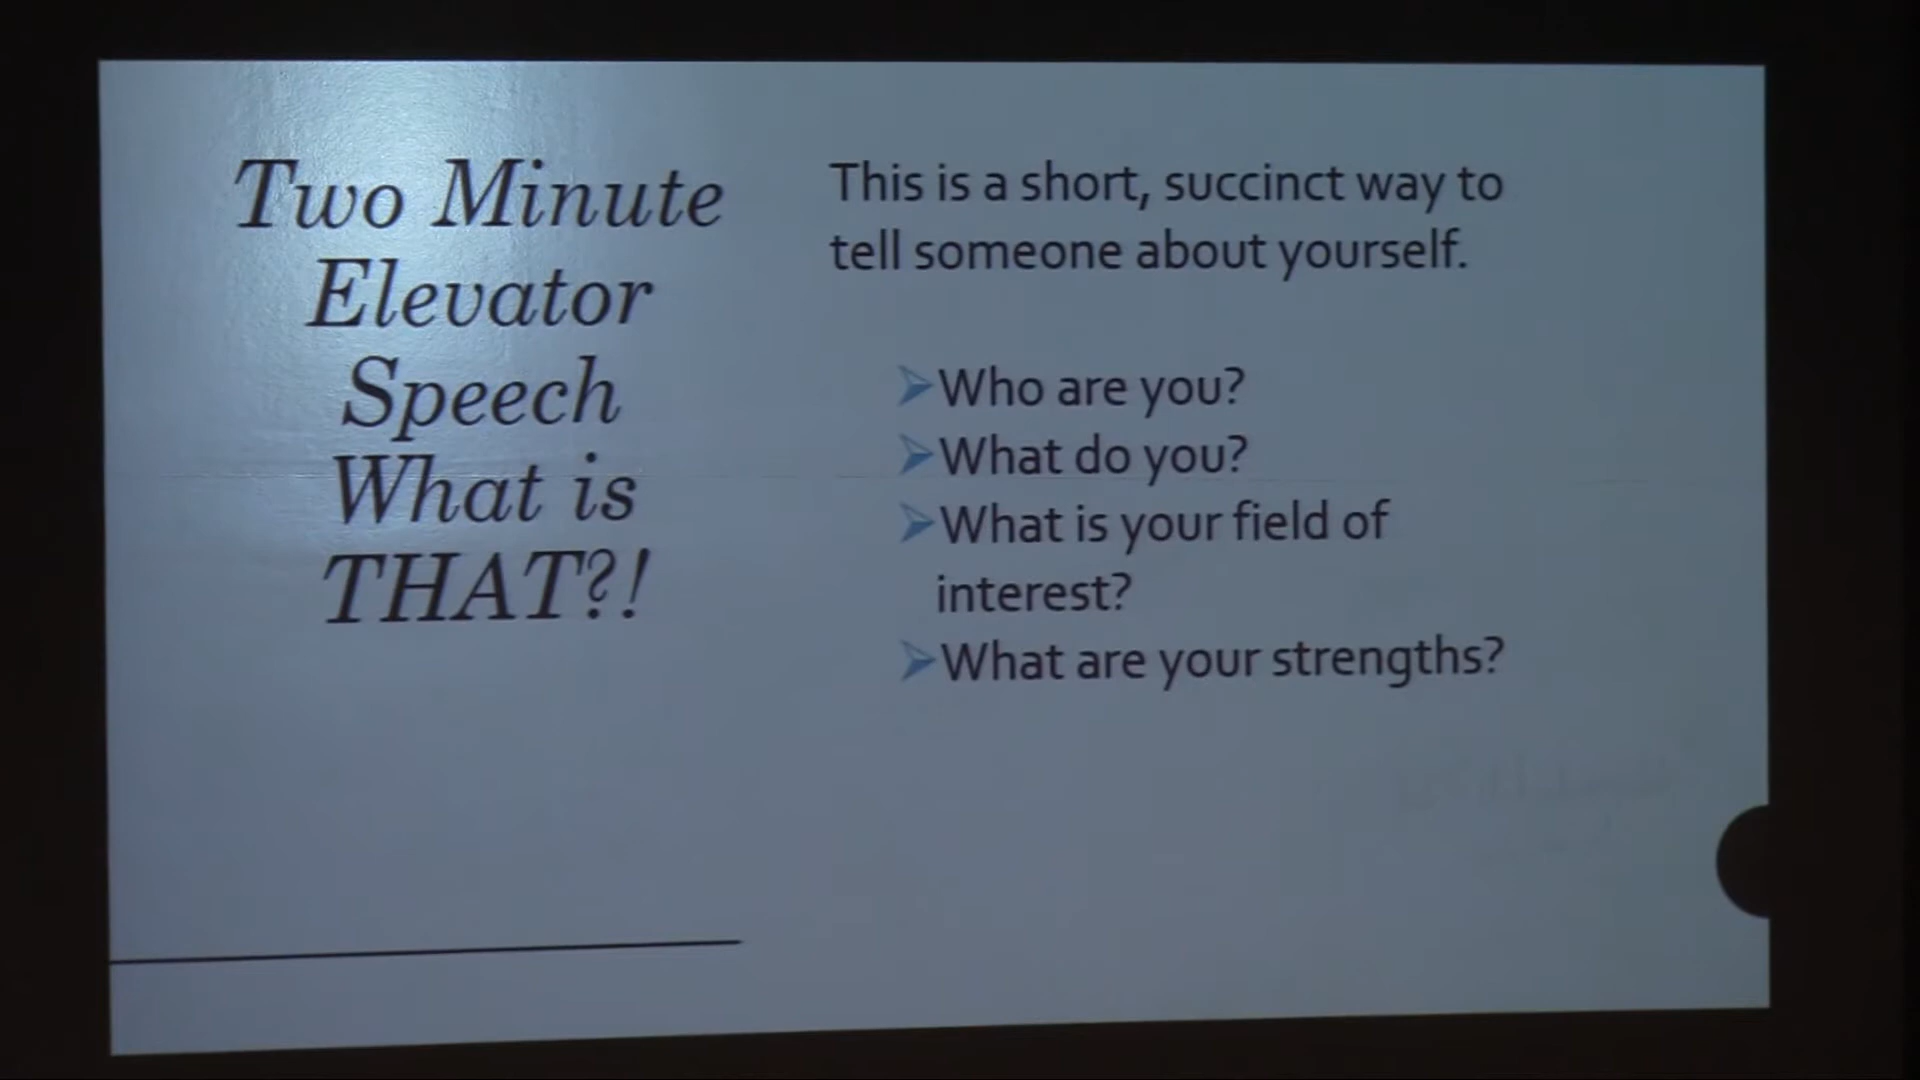 Two Minute
Elevator
Speech
What is
THAT?!
This is a short, succinct way to
tell someone about yourself.
Who are you?
What do you?
What is your field of
interest?
What are your strengths?